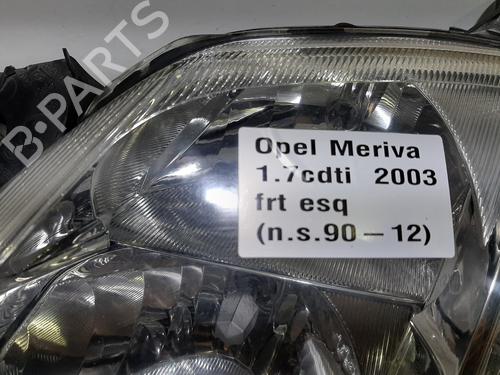 B-PARTS
Opel Meriva
1.7cdti 2003
frt esq
(n.s.90 – 12)